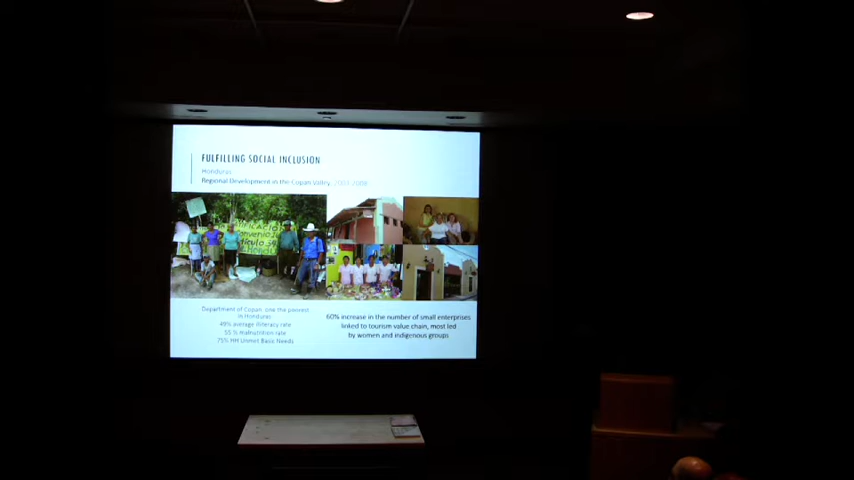 FULFILLING SOCIAL INCLUSION
Honduras
Regional Development in the Copan Valley
Department of Copan, one the poorest
in Honduras
49% average illiteracy rate
55 % malnutrition rate
75% HH Unmet Basic Needs
60% increase in the number of small enterprises
linked to tourism value chain, most led
by women and indigenous groups